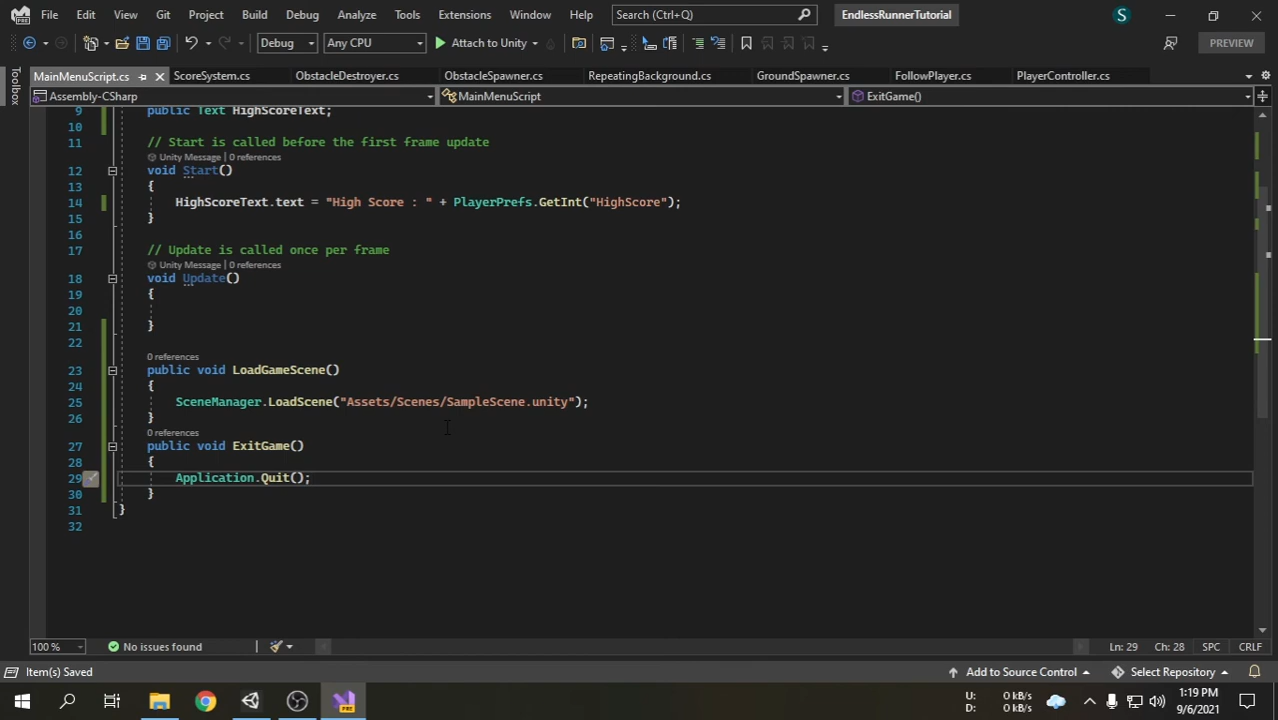 File Edit View Git Project Build Debug Test Analyze Tools Extensions Window Help Search (Ctrl+Q) EndlessRunnerTutorial S
Debug Any CPU Attach to Unity PREVIEW
Toolbox
MainMenuScript.cs ScoreSystem.cs ObstacleDestroyer.cs ObstacleSpawner.cs RepeatingBackground.cs GroundSpawner.cs FollowPlayer.cs PlayerController.cs
Assembly-CSharp MainMenuScript ExitGame()
9 public Text HighScoreText;
10
11 // Start is called before the first frame update
Unity Message | 0 references
12 void Start()
13 {
14 HighScoreText.text = "High Score : " + PlayerPrefs.GetInt("HighScore");
15 }
16
17 // Update is called once per frame
Unity Message | 0 references
18 void Update()
19 {
20
21 }
22
0 references
23 public void LoadGameScene()
24 {
25 SceneManager.LoadScene("Assets/Scenes/SampleScene.unity");
26 }
0 references
27 public void ExitGame()
28 {
29 Application.Quit();
30 }
31 }
32
100 % No issues found Ln: 29 Ch: 28 SPC CRLF
Item(s) Saved Add to Source Control Select Repository
PRE U: 0 kB/s 1:19 PM
D: 0 kB/s 9/6/2021